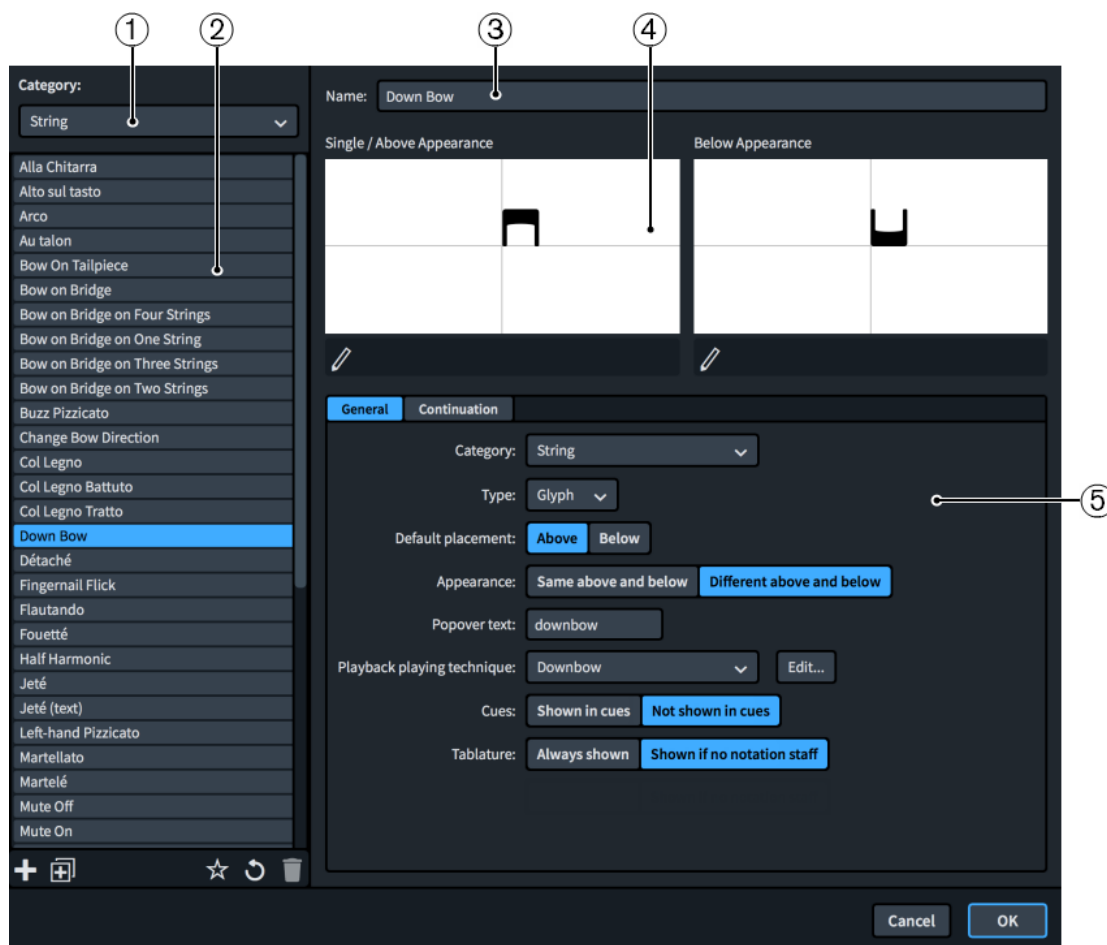 ① ② ③ ④
Category:
String
Alla Chitarra
Alto sul tasto
Arco
Au talon
Bow On Tailpiece
Bow on Bridge
Bow on Bridge on Four Strings
Bow on Bridge on One String
Bow on Bridge on Three Strings
Bow on Bridge on Two Strings
Buzz Pizzicato
Change Bow Direction
Col Legno
Col Legno Battuto
Col Legno Tratto
Down Bow
Détaché
Fingernail Flick
Flautando
Fouetté
Half Harmonic
Jeté
Jeté (text)
Left-hand Pizzicato
Martellato
Martelé
Mute Off
Mute On
Name: Down Bow
Single / Above Appearance Below Appearance
General Continuation
Category: String
⑤
Type: Glyph
Default placement: Above Below
Appearance: Same above and below Different above and below
Popover text: downbow
Playback playing technique: Downbow Edit...
Cues: Shown in cues Not shown in cues
Tablature: Always shown Shown if no notation staff
Cancel OK